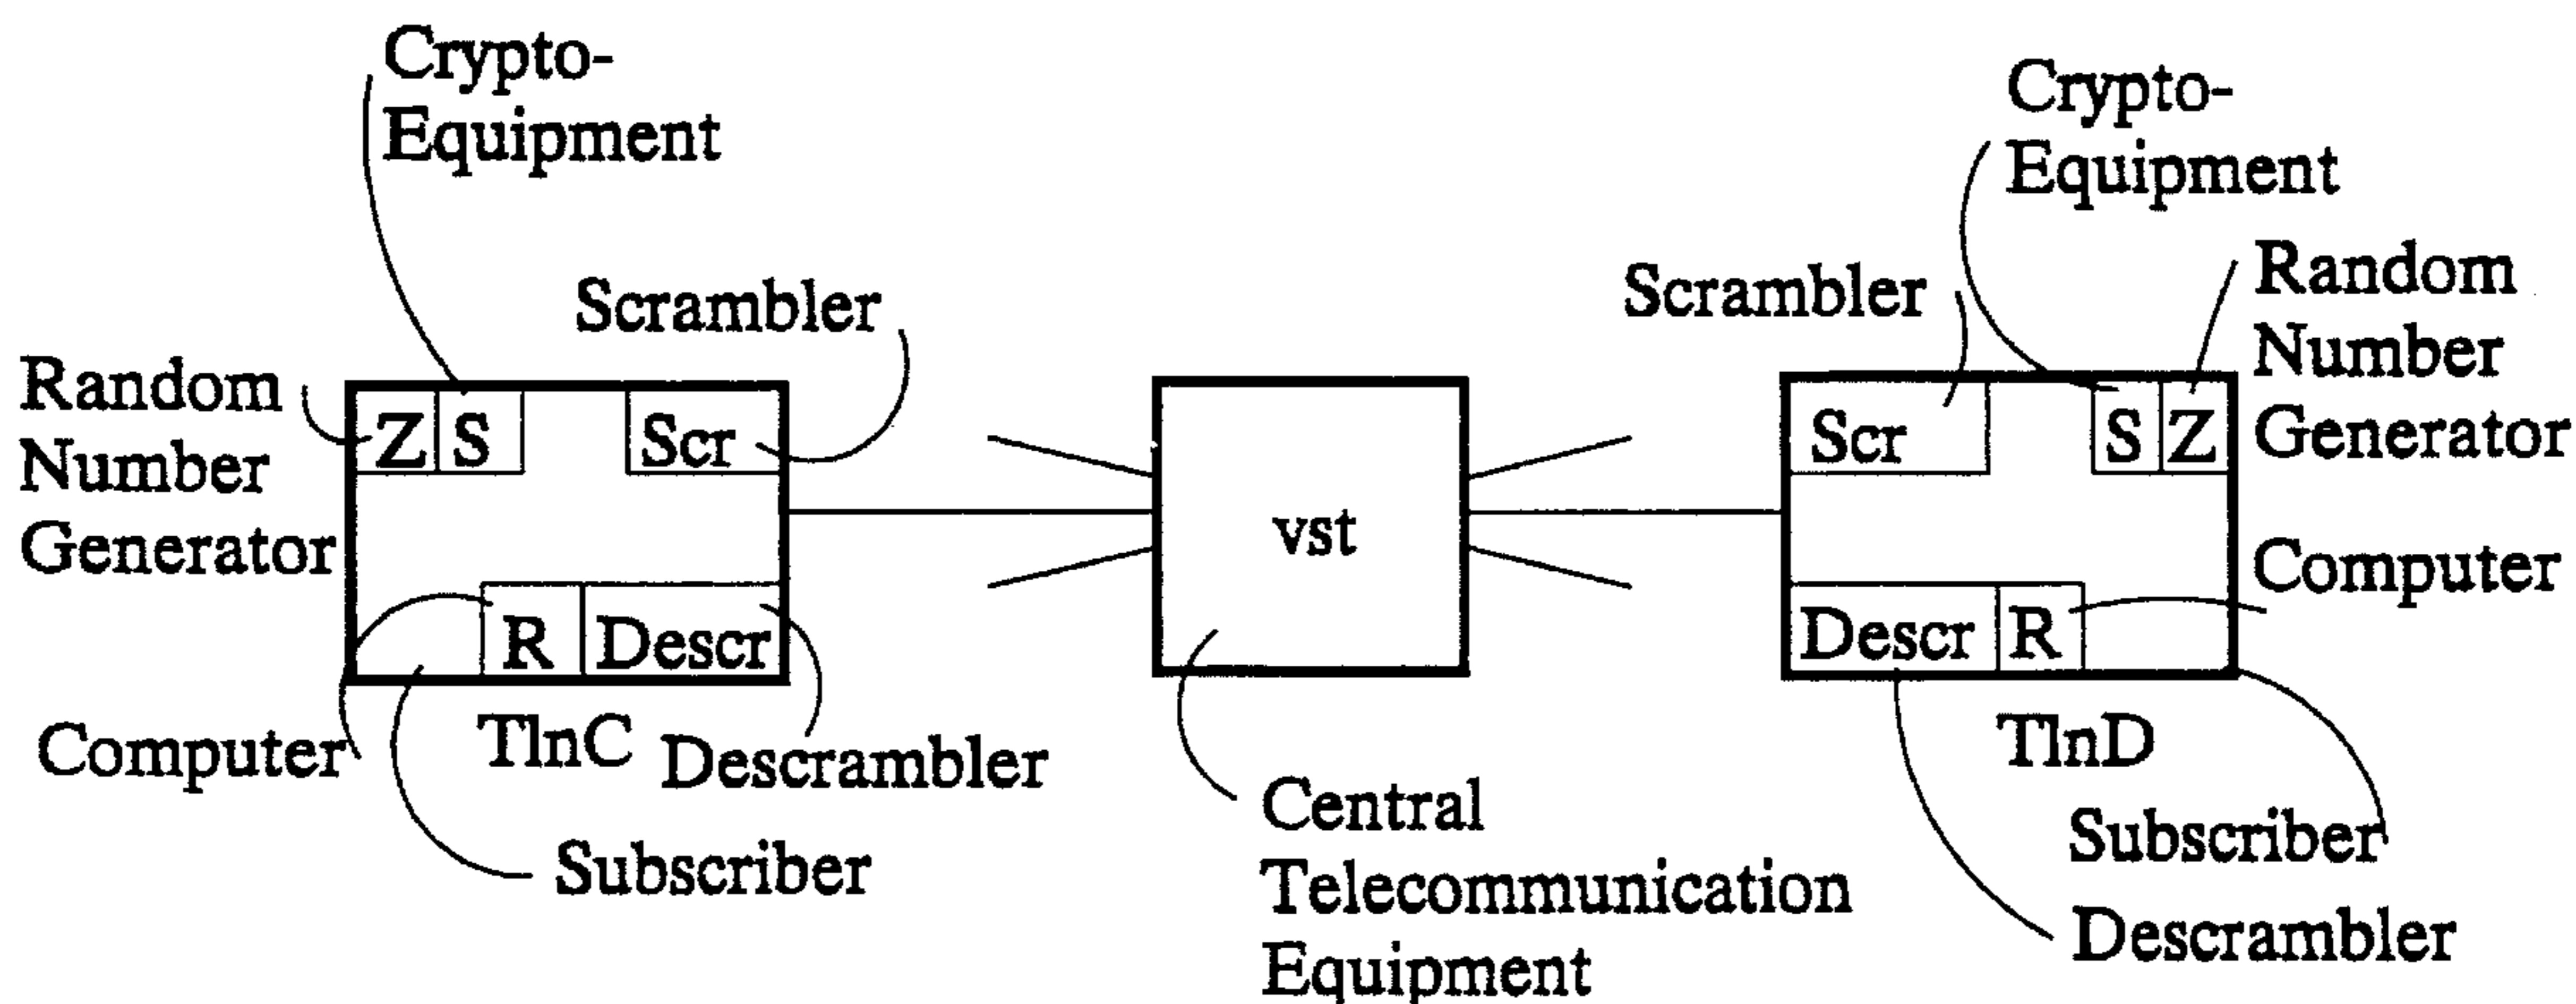 Crypto-
Equipment
Scrambler
Random
Number
Generator
Z S Scr
R Descr
Computer
TlnC
Descrambler
Subscriber
vst
Central
Telecommunication
Equipment
Crypto-
Equipment
Scrambler
Random
Number
Generator
Scr S Z
Computer
Descr R
TlnD
Subscriber
Descrambler